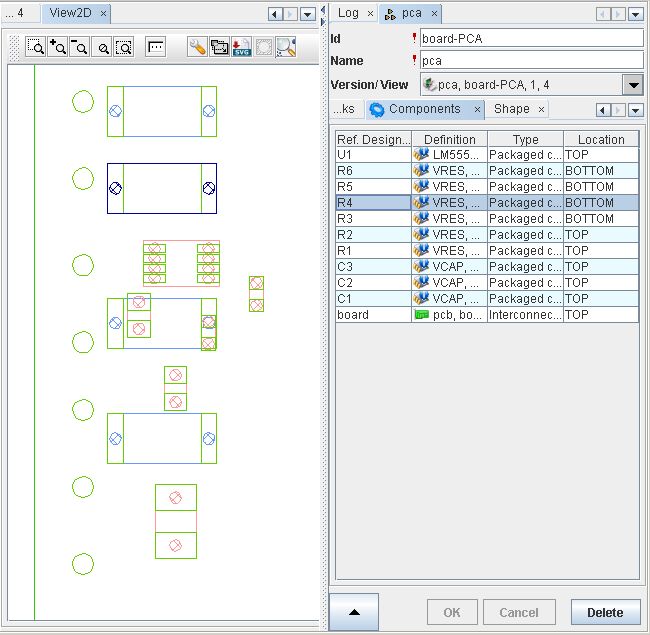 ... 4 View2D × Log × pca ×
Id ! board-PCA
Name ! pca
Version/ View pca, board-PCA, 1, 4
...ks Components × Shape ×
SVG
Ref. Design... Definition Type Location
U1 LM555... Packaged c... TOP
R6 VRES, ... Packaged c... BOTTOM
R5 VRES, ... Packaged c... BOTTOM
R4 VRES, ... Packaged c... BOTTOM
R3 VRES, ... Packaged c... BOTTOM
R2 VRES, ... Packaged c... TOP
R1 VRES, ... Packaged c... TOP
C3 VCAP, ... Packaged c... TOP
C2 VCAP, ... Packaged c... TOP
C1 VCAP, ... Packaged c... TOP
board pcb, bo... Interconnec... TOP
OK Cancel Delete